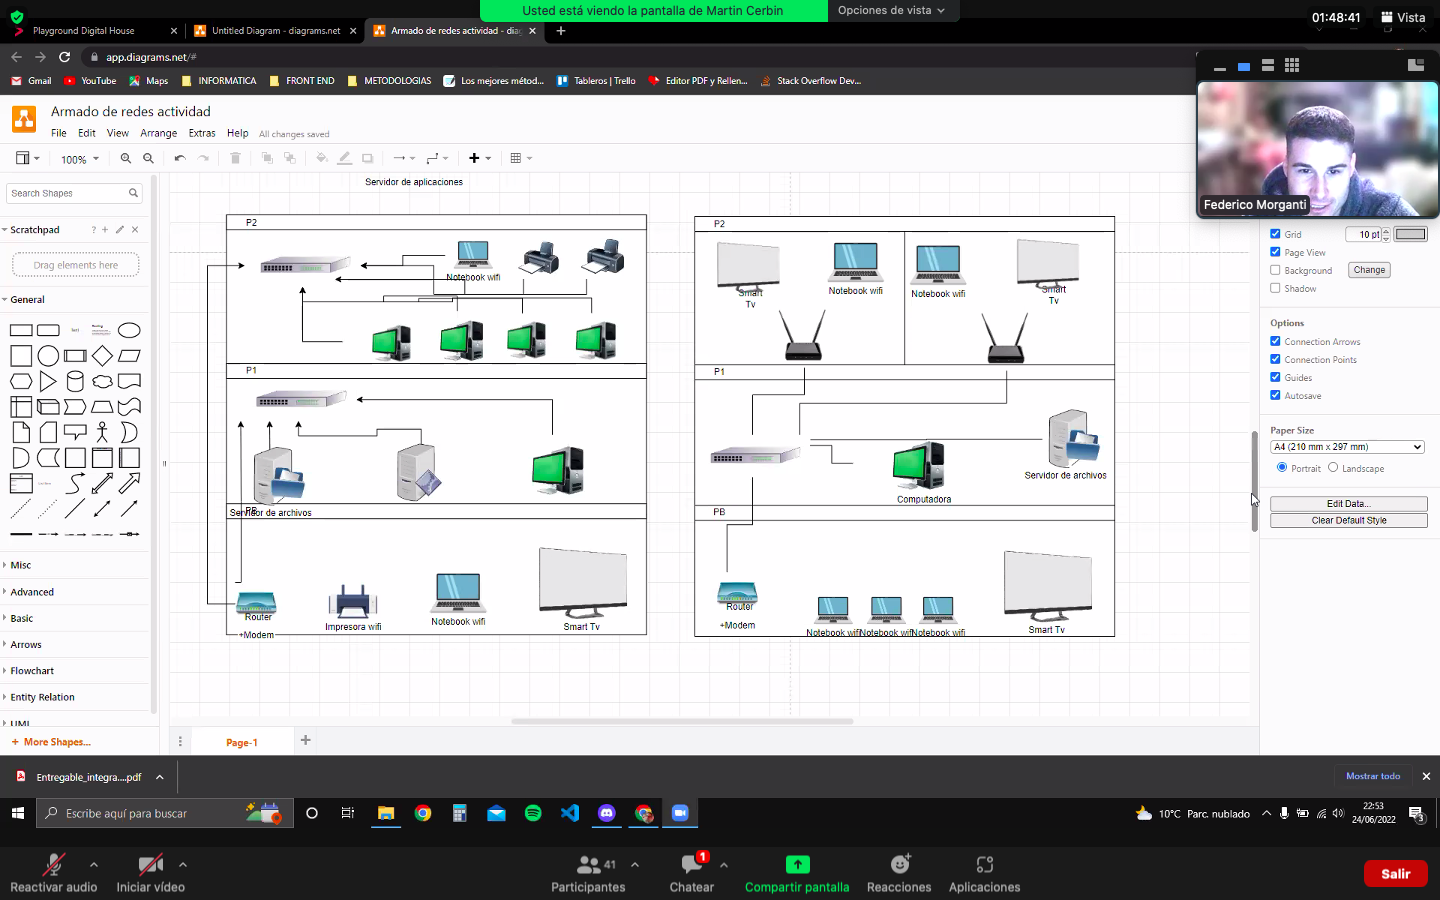 Usted está viendo la pantalla de Martin Cerbin
Opciones de vista
01:48:41
Vista
Playground Digital House
Untitled Diagram - diagrams.net
Armado de redes actividad - diag
app.diagrams.net/#
Gmail
YouTube
Maps
INFORMATICA
FRONT END
METODOLOGIAS
Los mejores métod...
Tableros | Trello
Editor PDF y Rellen...
Stack Overflow Dev...
Armado de redes actividad
File
Edit
View
Arrange
Extras
Help
All changes saved
100%
Federico Morganti
Search Shapes
Scratchpad
Drag elements here
General
Misc
Advanced
Basic
Arrows
Flowchart
Entity Relation
UML
+ More Shapes...
Servidor de aplicaciones
P2
Notebook wifi
P1
PB
Servidor de archivos
Router
+Modem
Impresora wifi
Notebook wifi
Smart Tv
P2
Smart
Tv
Notebook wifi
Notebook wifi
Smart
Tv
P1
Computadora
Servidor de archivos
PB
Router
+Modem
Notebook wifi
Notebook wifi
Notebook wifi
Smart Tv
Grid
10 pt
Page View
Background
Change
Shadow
Options
Connection Arrows
Connection Points
Guides
Autosave
Paper Size
A4 (210 mm x 297 mm)
Portrait
Landscape
Edit Data...
Clear Default Style
Page-1
Entregable_integra....pdf
Mostrar todo
Escribe aquí para buscar
10°C Parc. nublado
22:53
24/06/2022
3
Reactivar audio
Iniciar vídeo
41
Participantes
1
Chatear
Compartir pantalla
Reacciones
Aplicaciones
Salir